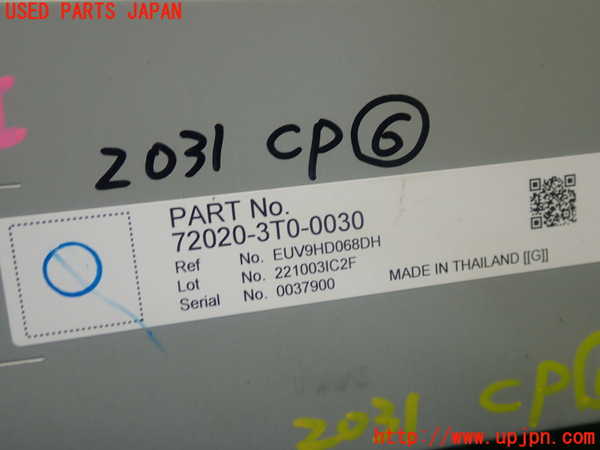 USED PARTS JAPAN
2031 CP⑥
PART No.
72020-3T0-0030
Ref No. EUV9HD068DH
Lot No. 221003IC2F
Serial No. 0037900
MADE IN THAILAND [[G]]
2031 CP
http://www.upjpn.com/